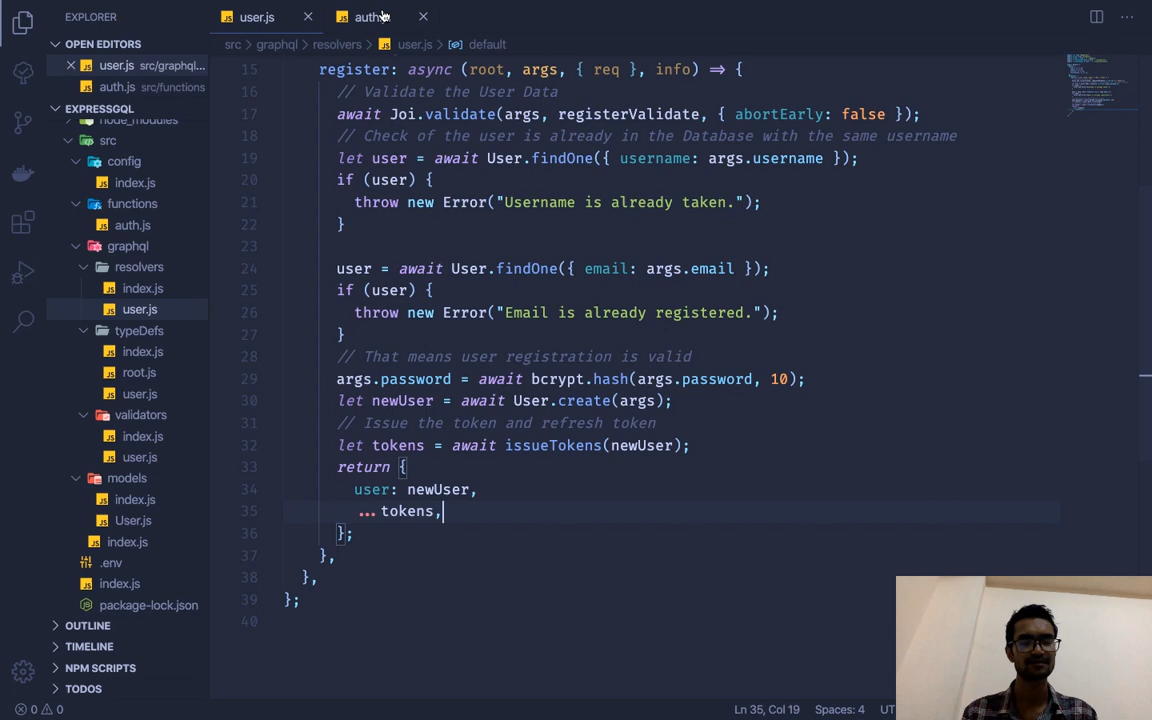 EXPLORER
user.js
auth.js
OPEN EDITORS
user.js src/graphql...
auth.js src/functions
EXPRESSGQL
node_modules
src
config
index.js
functions
auth.js
graphql
resolvers
index.js
user.js
typeDefs
index.js
root.js
user.js
validators
index.js
user.js
models
index.js
User.js
index.js
.env
index.js
package-lock.json
OUTLINE
TIMELINE
NPM SCRIPTS
TODOS
src > graphql > resolvers > user.js > default
15 register: async (root, args, { req }, info) => {
16 // Validate the User Data
17 await Joi.validate(args, registerValidate, { abortEarly: false });
18 // Check of the user is already in the Database with the same username
19 let user = await User.findOne({ username: args.username });
20 if (user) {
21 throw new Error("Username is already taken.");
22 }
23
24 user = await User.findOne({ email: args.email });
25 if (user) {
26 throw new Error("Email is already registered.");
27 }
28 // That means user registration is valid
29 args.password = await bcrypt.hash(args.password, 10);
30 let newUser = await User.create(args);
31 // Issue the token and refresh token
32 let tokens = await issueTokens(newUser);
33 return {
34 user: newUser,
35 ...tokens,
36 };
37 },
38 },
39 };
40
0 0
Ln 35, Col 19 Spaces: 4